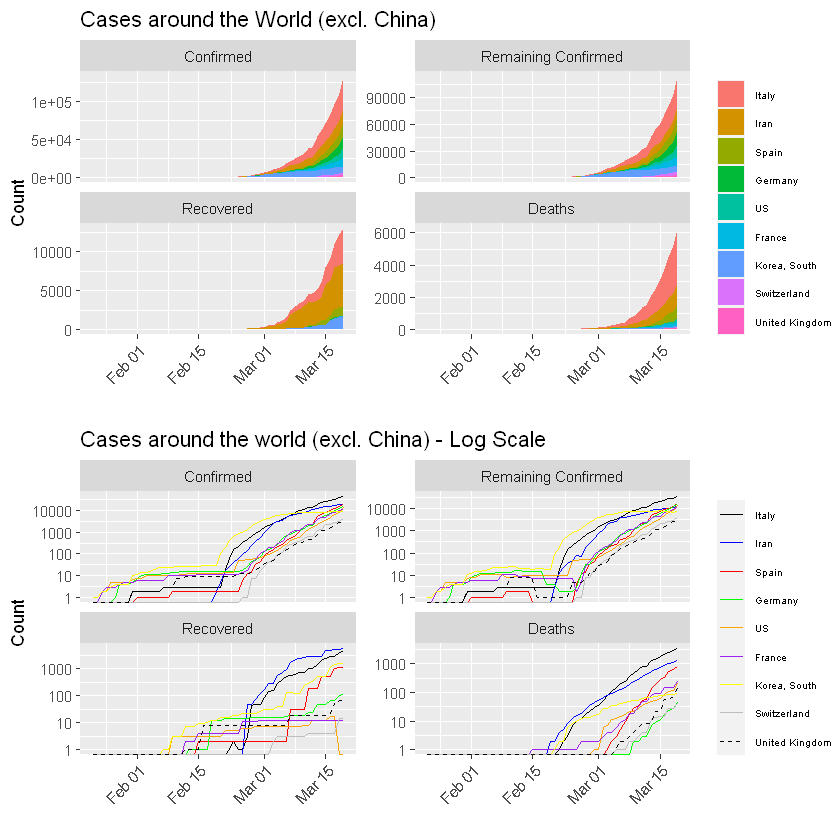 Cases around the World (excl. China)
Confirmed
Remaining Confirmed
1e+05
5e+04
0e+00
90000
60000
30000
0
Recovered
Deaths
10000
5000
0
6000
4000
2000
0
Count
Feb 01
Feb 15
Mar 01
Mar 15
Feb 01
Feb 15
Mar 01
Mar 15
Italy
Iran
Spain
Germany
US
France
Korea, South
Switzerland
United Kingdom
Cases around the world (excl. China) - Log Scale
Confirmed
Remaining Confirmed
10000
1000
100
10
1
10000
1000
100
10
1
Recovered
Deaths
1000
100
10
1
1000
100
10
1
Count
Feb 01
Feb 15
Mar 01
Mar 15
Feb 01
Feb 15
Mar 01
Mar 15
Italy
Iran
Spain
Germany
US
France
Korea, South
Switzerland
United Kingdom